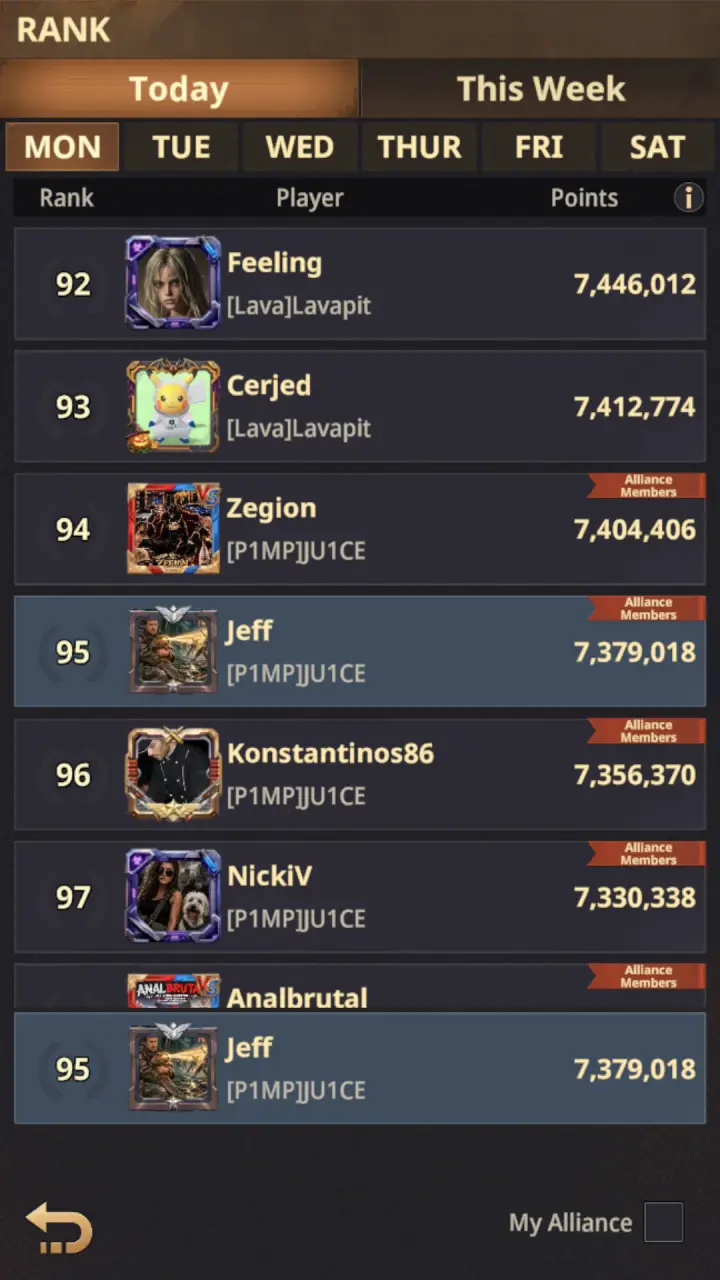 RANK
Today This Week
MON TUE WED THUR FRI SAT
Rank Player Points i
92 Feeling 7,446,012
[Lava]Lavapit
93 Cerjed 7,412,774
[Lava]Lavapit
Alliance
Members
94 Zegion 7,404,406
[P1MP]JU1CE
VS
ZEGION
Alliance
Members
95 Jeff 7,379,018
[P1MP]JU1CE
Alliance
Members
96 Konstantinos86 7,356,370
[P1MP]JU1CE
Alliance
Members
97 NickiV 7,330,338
[P1MP]JU1CE
Alliance
Members
Analbrutal
VS
95 Jeff 7,379,018
[P1MP]JU1CE
My Alliance